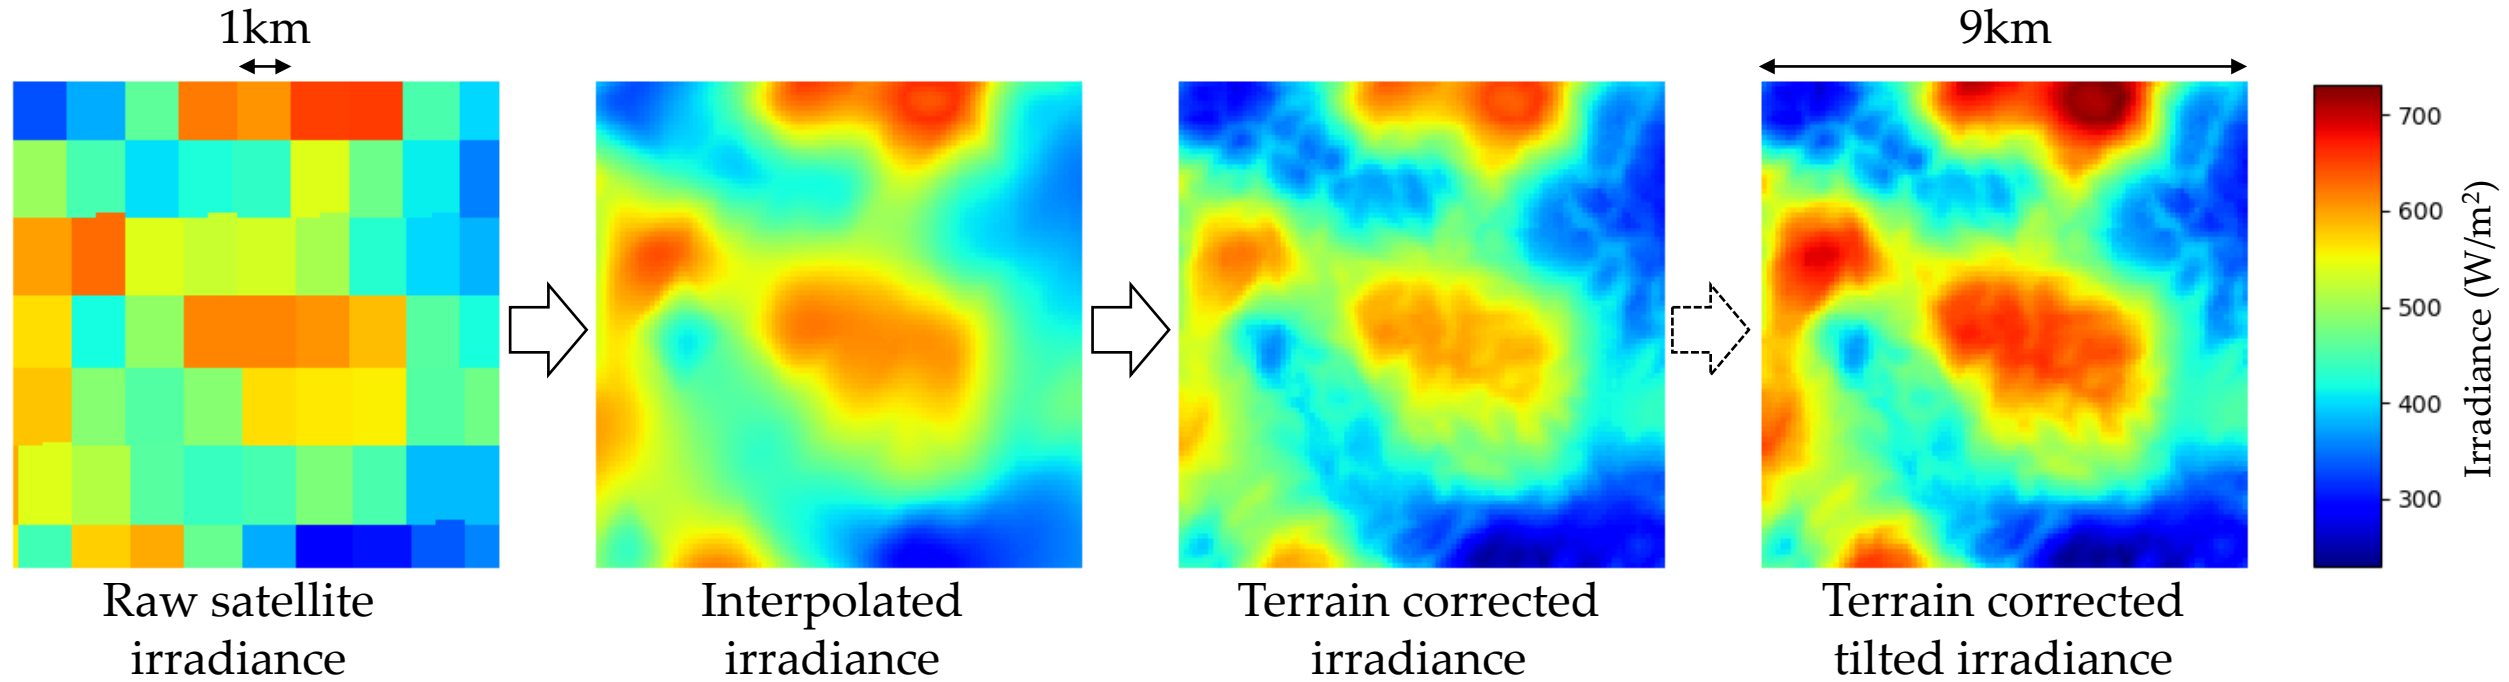 1km
9km
700
600
500
400
300
Irradiance (W/m²)
Raw satellite
irradiance
Interpolated
irradiance
Terrain corrected
irradiance
Terrain corrected
tilted irradiance